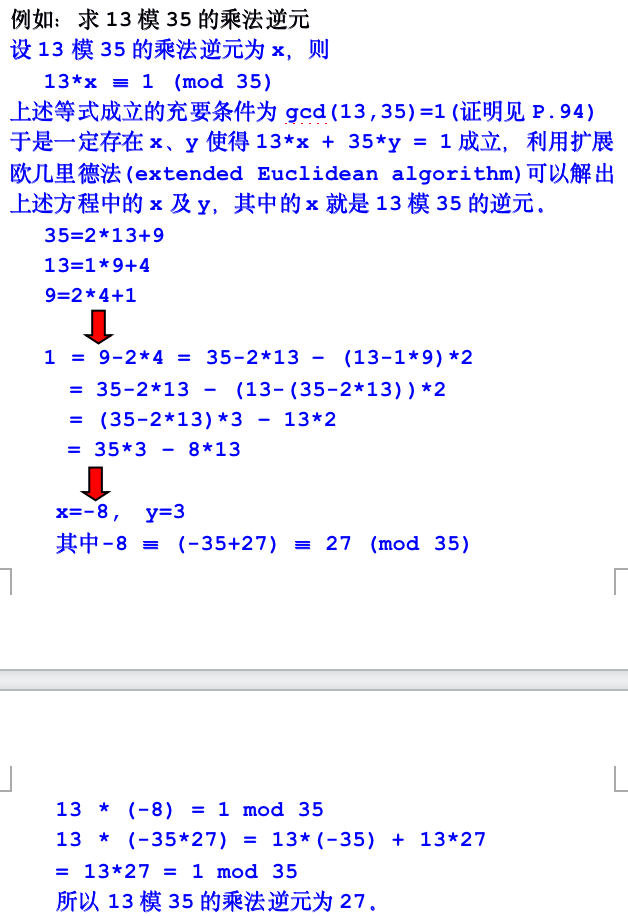 例如：求 13 模 35 的乘法逆元
设 13 模 35 的乘法逆元为 x，则
13*x ≡ 1 (mod 35)
上述等式成立的充要条件为 gcd(13,35)=1(证明见 P.94)
于是一定存在 x、y 使得 13*x + 35*y = 1 成立，利用扩展
欧几里德法(extended Euclidean algorithm)可以解出
上述方程中的 x 及 y，其中的 x 就是 13 模 35 的逆元．
35=2*13+9
13=1*9+4
9=2*4+1
1 = 9-2*4 = 35-2*13 – (13-1*9)*2
= 35-2*13 – (13-(35-2*13))*2
= (35-2*13)*3 – 13*2
= 35*3 – 8*13
x=-8， y=3
其中-8 ≡ (-35+27) ≡ 27 (mod 35)
13 * (-8) = 1 mod 35
13 * (-35*27) = 13*(-35) + 13*27
= 13*27 = 1 mod 35
所以 13 模 35 的乘法逆元为 27．